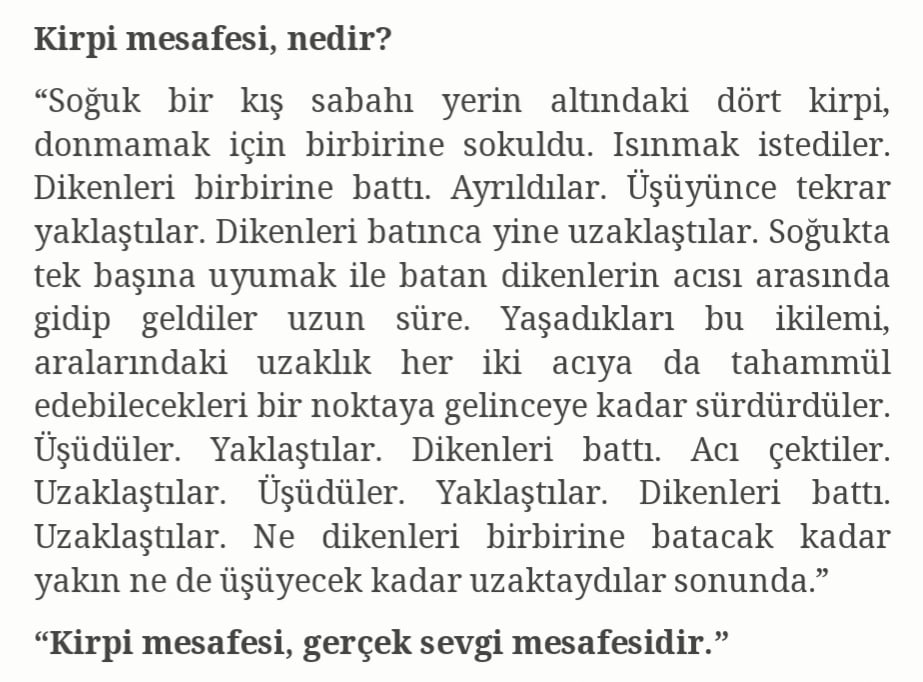 Kirpi mesafesi, nedir?
“Soğuk bir kış sabahı yerin altındaki dört kirpi,
donmamak için birbirine sokuldu. Isınmak istediler.
Dikenleri birbirine battı. Ayrıldılar. Üşüyünce tekrar
yaklaştılar. Dikenleri batınca yine uzaklaştılar. Soğukta
tek başına uyumak ile batan dikenlerin acısı arasında
gidip geldiler uzun süre. Yaşadıkları bu ikilemi,
aralarındaki uzaklık her iki acıya da tahammül
edebilecekleri bir noktaya gelinceye kadar sürdürdüler.
Üşüdüler. Yaklaştılar. Dikenleri battı. Acı çektiler.
Uzaklaştılar. Üşüdüler. Yaklaştılar. Dikenleri battı.
Uzaklaştılar. Ne dikenleri birbirine batacak kadar
yakın ne de üşüyecek kadar uzaktaydılar sonunda.”
“Kirpi mesafesi, gerçek sevgi mesafesidir.”